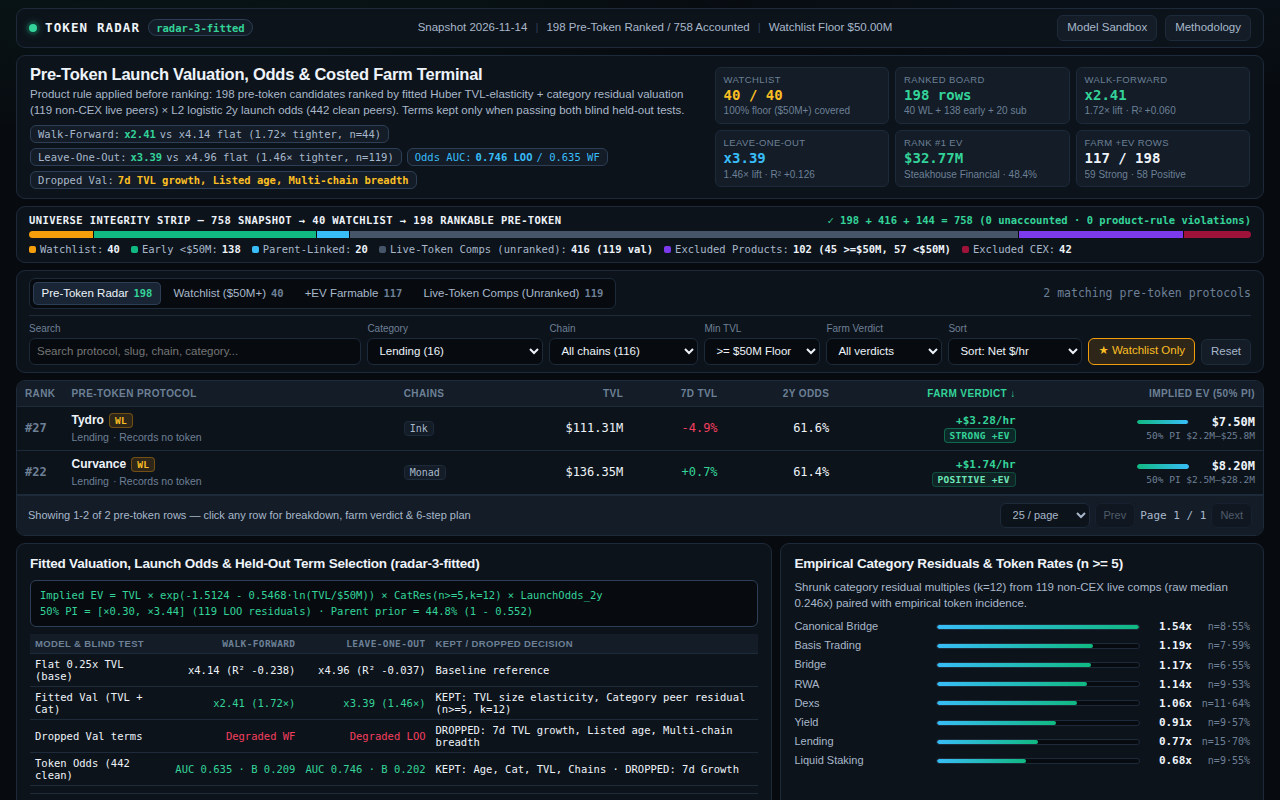 TOKEN RADAR radar-3-fitted Snapshot 2026-11-14 | 198 Pre-Token Ranked / 758 Accounted | Watchlist Floor $50.00M Model Sandbox Methodology
Pre-Token Launch Valuation, Odds & Costed Farm Terminal
Product rule applied before ranking: 198 pre-token candidates ranked by fitted Huber TVL-elasticity + category residual valuation
(119 non-CEX live peers) × L2 logistic 2y launch odds (442 clean peers). Terms kept only when passing both blind held-out tests.
Walk-Forward: x2.41 vs x4.14 flat (1.72× tighter, n=44)
Leave-One-Out: x3.39 vs x4.96 flat (1.46× tighter, n=119) Odds AUC: 0.746 LOO / 0.635 WF
Dropped Val: 7d TVL growth, Listed age, Multi-chain breadth
WATCHLIST
40 / 40
100% floor ($50M+) covered
RANKED BOARD
198 rows
40 WL + 138 early + 20 sub
WALK-FORWARD
x2.41
1.72× lift · R² +0.060
LEAVE-ONE-OUT
x3.39
1.46× lift · R² +0.126
RANK #1 EV
$32.77M
Steakhouse Financial · 48.4%
FARM +EV ROWS
117 / 198
59 Strong · 58 Positive
UNIVERSE INTEGRITY STRIP — 758 SNAPSHOT → 40 WATCHLIST → 198 RANKABLE PRE-TOKEN ✓ 198 + 416 + 144 = 758 (0 unaccounted · 0 product-rule violations)
Watchlist: 40 Early <$50M: 138 Parent-Linked: 20 Live-Token Comps (unranked): 416 (119 val) Excluded Products: 102 (45 >=$50M, 57 <$50M) Excluded CEX: 42
Pre-Token Radar 198 Watchlist ($50M+) 40 +EV Farmable 117 Live-Token Comps (Unranked) 119 2 matching pre-token protocols
Search Category Chain Min TVL Farm Verdict Sort
Search protocol, slug, chain, category... Lending (16) All chains (116) >= $50M Floor All verdicts Sort: Net $/hr ★ Watchlist Only Reset
RANK PRE-TOKEN PROTOCOL CHAINS TVL 7D TVL 2Y ODDS FARM VERDICT ↓ IMPLIED EV (50% PI)
#27 Tydro WL Ink $111.31M -4.9% 61.6% +$3.28/hr $7.50M
Lending · Records no token STRONG +EV 50% PI $2.2M–$25.8M
#22 Curvance WL Monad $136.35M +0.7% 61.4% +$1.74/hr $8.20M
Lending · Records no token POSITIVE +EV 50% PI $2.5M–$28.2M
Showing 1-2 of 2 pre-token rows — click any row for breakdown, farm verdict & 6-step plan 25 / page Prev Page 1 / 1 Next
Fitted Valuation, Launch Odds & Held-Out Term Selection (radar-3-fitted)
Implied EV = TVL × exp(-1.5124 - 0.5468·ln(TVL/$50M)) × CatRes(n>=5,k=12) × LaunchOdds_2y
50% PI = [×0.30, ×3.44] (119 LOO residuals) · Parent prior = 44.8% (1 - 0.552)
MODEL & BLIND TEST WALK-FORWARD LEAVE-ONE-OUT KEPT / DROPPED DECISION
Flat 0.25x TVL (base) x4.14 (R² -0.238) x4.96 (R² -0.037) Baseline reference
Fitted Val (TVL + Cat) x2.41 (1.72×) x3.39 (1.46×) KEPT: TVL size elasticity, Category peer residual (n>=5, k=12)
Dropped Val terms Degraded WF Degraded LOO DROPPED: 7d TVL growth, Listed age, Multi-chain breadth
Token Odds (442 clean) AUC 0.635 · B 0.209 AUC 0.746 · B 0.202 KEPT: Age, Cat, TVL, Chains · DROPPED: 7d Growth
Empirical Category Residuals & Token Rates (n >= 5)
Shrunk category residual multiples (k=12) from 119 non-CEX live comps (raw median
0.246x) paired with empirical token incidence.
Canonical Bridge 1.54x n=8·55%
Basis Trading 1.19x n=7·59%
Bridge 1.17x n=6·55%
RWA 1.14x n=9·53%
Dexs 1.06x n=11·64%
Yield 0.91x n=9·57%
Lending 0.77x n=15·70%
Liquid Staking 0.68x n=9·55%